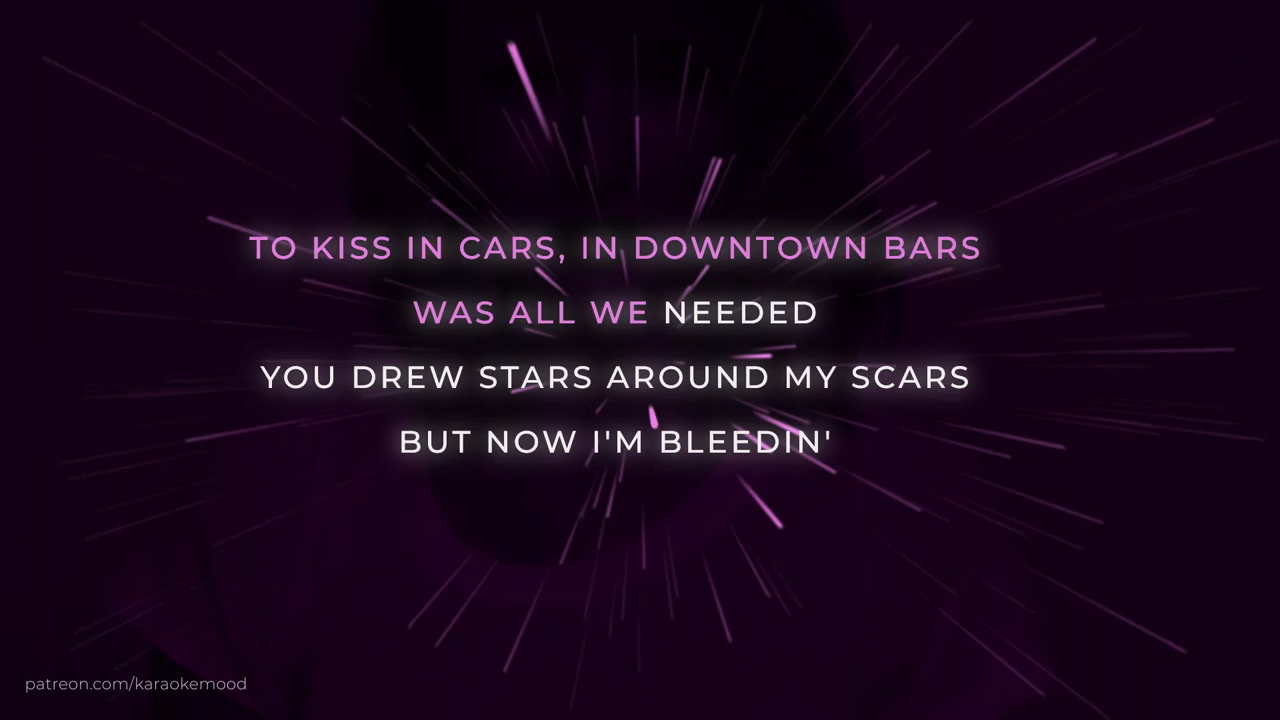 TO KISS IN CARS, IN DOWNTOWN BARS
WAS ALL WE NEEDED
YOU DREW STARS AROUND MY SCARS
BUT NOW I'M BLEEDIN'
patreon.com/karaokemood